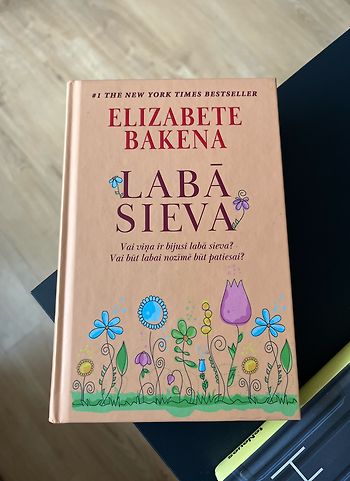 #1 THE NEW YORK TIMES BESTSELLER
ELIZABETE
BAKENA
LABĀ
SIEVA
Vai viņa ir bijusi labā sieva?
Vai būt labai nozīmē būt patiesai?